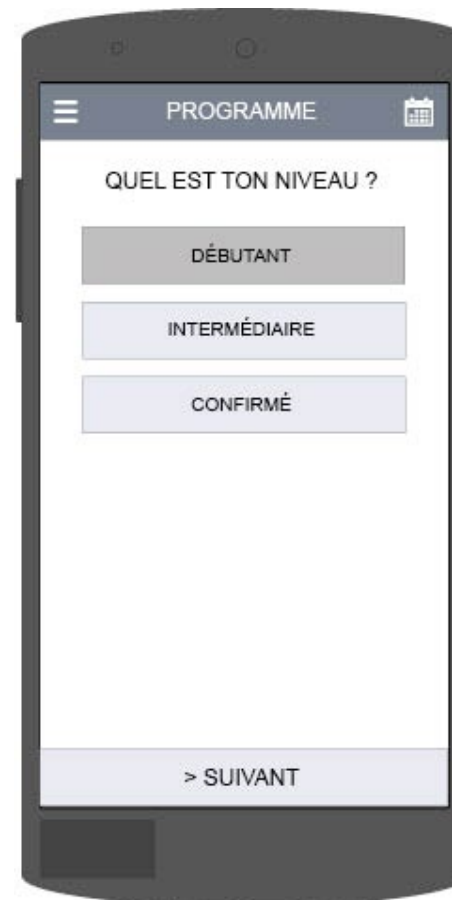 PROGRAMME
QUEL EST TON NIVEAU ?
DÉBUTANT
INTERMÉDIAIRE
CONFIRMÉ
> SUIVANT